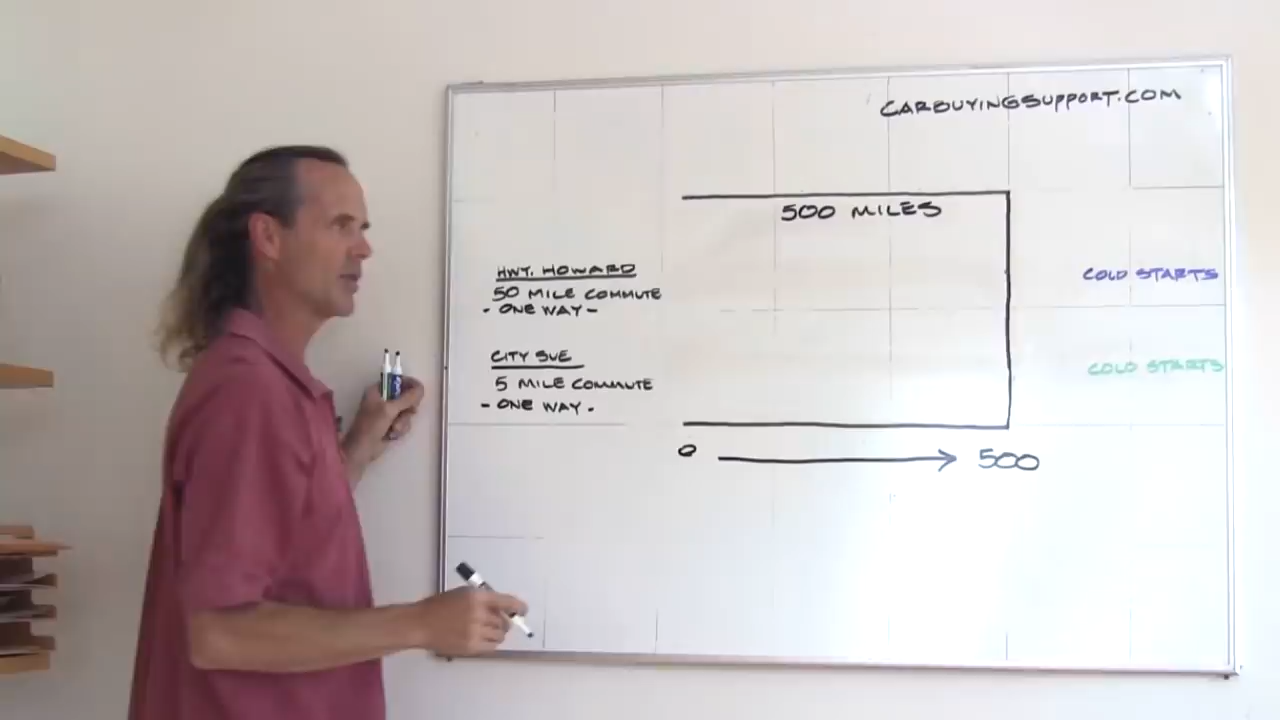 CARBUYINGSUPPORT.COM
500 MILES
HWY. HOWARD
50 MILE COMMUTE
- ONE WAY -
COLD STARTS
CITY SUE
5 MILE COMMUTE
- ONE WAY -
COLD STARTS
0 → 500